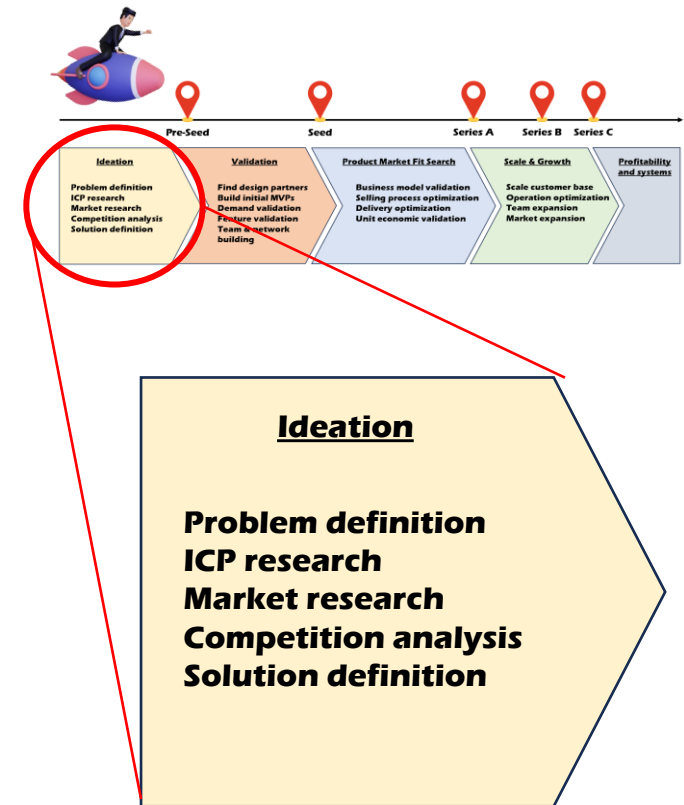 Pre-Seed
Seed
Series A
Series B
Series C
Ideation
Problem definition
ICP research
Market research
Competition analysis
Solution definition
Validation
Find design partners
Build initial MVPs
Demand validation
Feature validation
Team & network
building
Product Market Fit Search
Business model validation
Selling process optimization
Delivery optimization
Unit economic validation
Scale & Growth
Scale customer base
Operation optimization
Team expansion
Market expansion
Profitability
and systems
Ideation
Problem definition
ICP research
Market research
Competition analysis
Solution definition